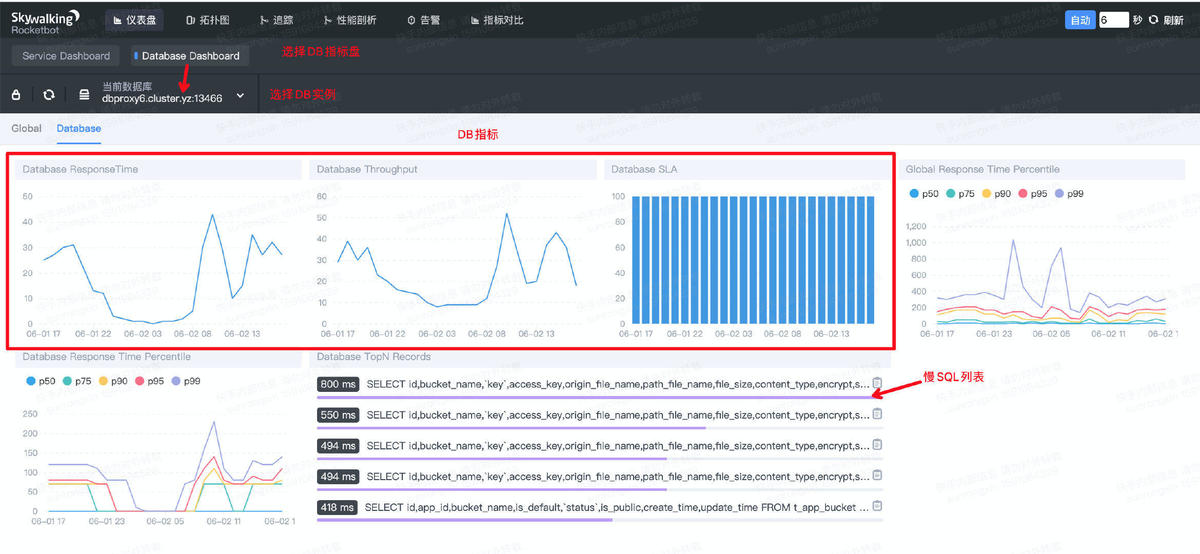 Skywalking
Rocketbot
仪表盘
拓扑图
追踪
性能剖析
告警
指标对比
自动
6
秒
刷新
Service Dashboard
Database Dashboard
选择DB指标盘
当前数据库
dbproxy6.cluster.yz:13466
选择DB实例
Global
Database
DB指标
Database ResponseTime
60
50
40
30
20
10
0
06-01 17
06-01 22
06-02 03
06-02 08
06-02 13
Database Throughput
60
50
40
30
20
10
0
06-01 17
06-01 22
06-02 03
06-02 08
06-02 13
Database SLA
100
80
60
40
20
0
06-01 17
06-01 22
06-02 03
06-02 08
06-02 13
Global Response Time Percentile
p50
p75
p90
p95
p99
1,200
1,000
800
600
400
200
0
06-01 17
06-01 23
06-02 05
06-02 11
06-02 1
Database Response Time Percentile
p50
p75
p90
p95
p99
250
200
150
100
50
0
06-01 17
06-01 23
06-02 05
06-02 11
06-02 1
Database TopN Records
800 ms SELECT id,bucket_name,`key`,access_key,origin_file_name,path_file_name,file_size,content_type,encrypt,s...
慢SQL列表
550 ms SELECT id,bucket_name,`key`,access_key,origin_file_name,path_file_name,file_size,content_type,encrypt,s...
494 ms SELECT id,bucket_name,`key`,access_key,origin_file_name,path_file_name,file_size,content_type,encrypt,s...
494 ms SELECT id,bucket_name,`key`,access_key,origin_file_name,path_file_name,file_size,content_type,encrypt,s...
418 ms SELECT id,app_id,bucket_name,is_default,`status`,is_public,create_time,update_time FROM t_app_bucket ...